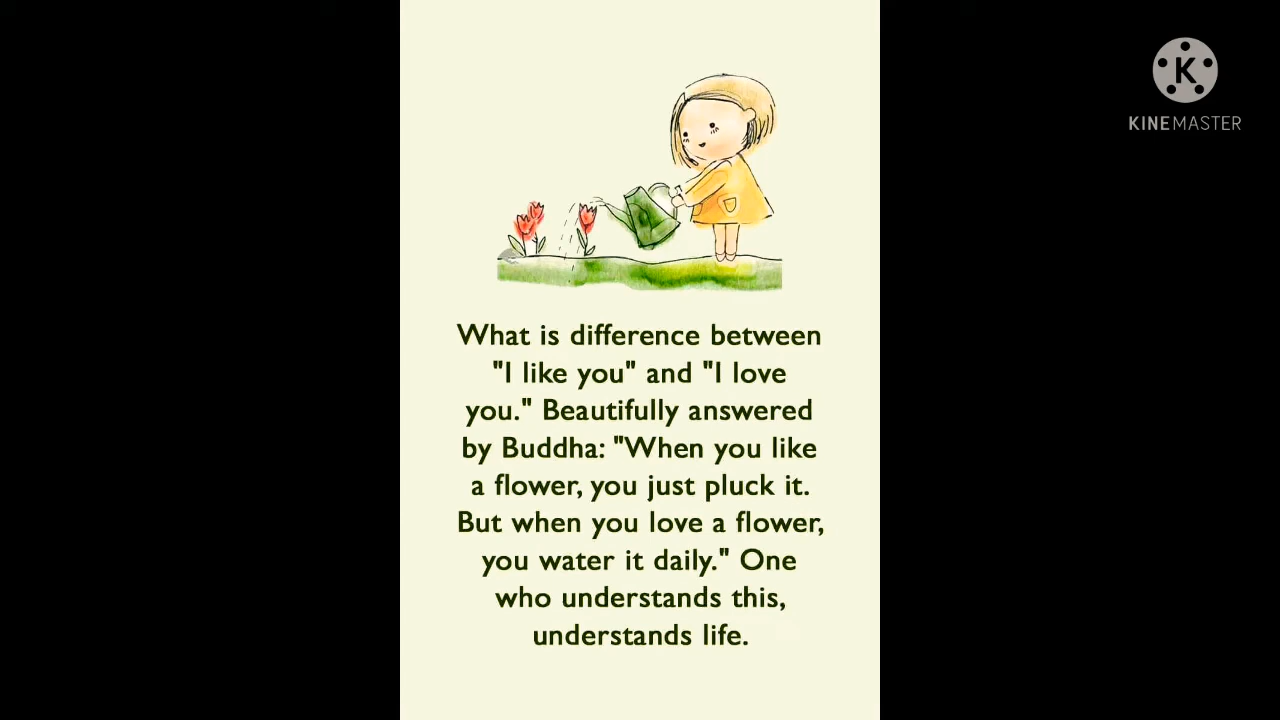 K
KINEMASTER
What is difference between
"I like you" and "I love
you." Beautifully answered
by Buddha: "When you like
a flower, you just pluck it.
But when you love a flower,
you water it daily." One
who understands this,
understands life.